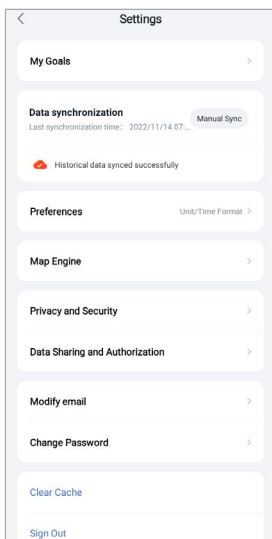 Settings
My Goals
Data synchronization
Last synchronization time: 2022/11/14 07:...
Manual Sync
Historical data synced successfully
Preferences
Unit/Time Format
Map Engine
Privacy and Security
Data Sharing and Authorization
Modify email
Change Password
Clear Cache
Sign Out